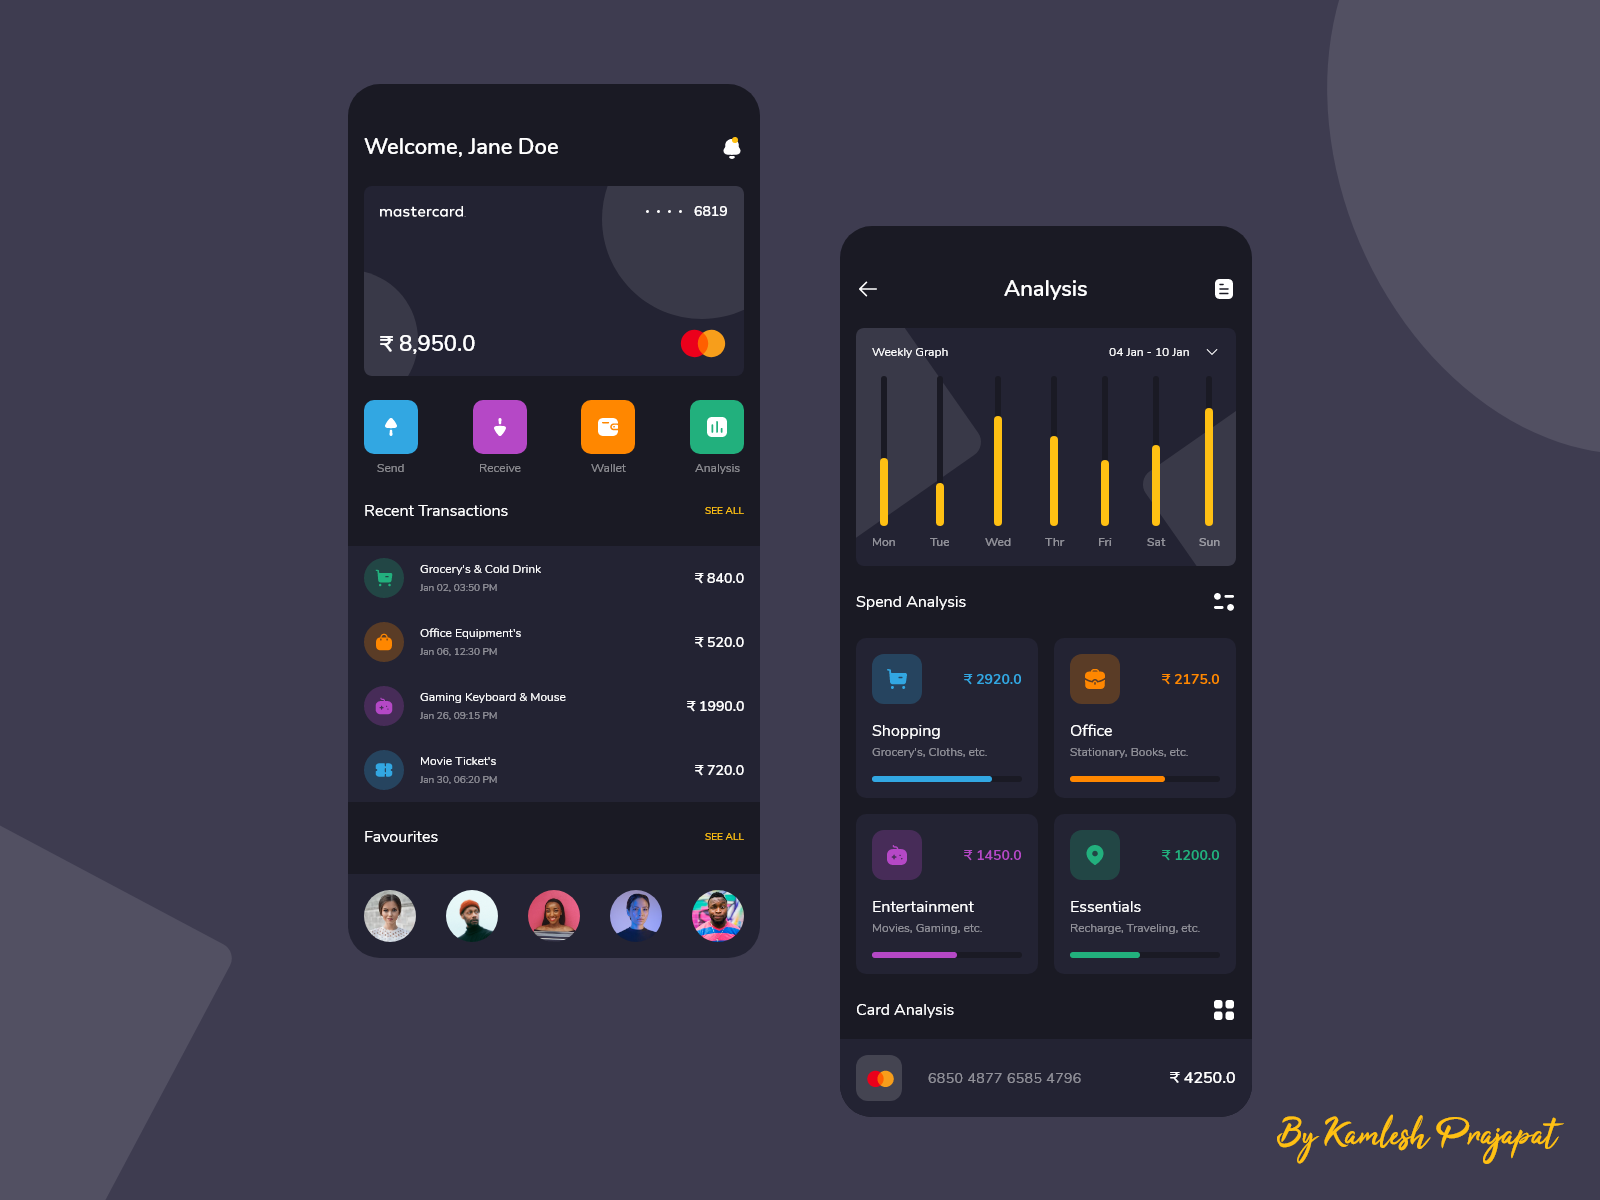 Welcome, Jane Doe
mastercard
• • • • 6819
₹ 8,950.0
Send Receive Wallet Analysis
Recent Transactions SEE ALL
Grocery's & Cold Drink
Jan 02, 03:50 PM
₹ 840.0
Office Equipment's
Jan 06, 12:30 PM
₹ 520.0
Gaming Keyboard & Mouse
Jan 26, 09:15 PM
₹ 1990.0
Movie Ticket's
Jan 30, 06:20 PM
₹ 720.0
Favourites SEE ALL
Analysis
Weekly Graph 04 Jan - 10 Jan
Mon Tue Wed Thr Fri Sat Sun
Spend Analysis
₹ 2920.0
Shopping
Grocery's, Cloths, etc.
₹ 2175.0
Office
Stationary, Books, etc.
₹ 1450.0
Entertainment
Movies, Gaming, etc.
₹ 1200.0
Essentials
Recharge, Traveling, etc.
Card Analysis
6850 4877 6585 4796 ₹ 4250.0
By Kamlesh Prajapat